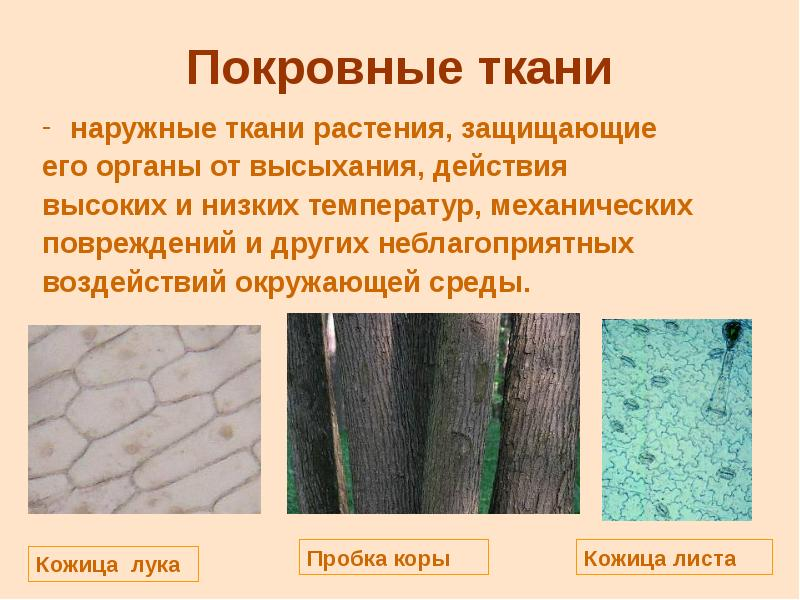 Покровные ткани
- наружные ткани растения, защищающие
его органы от высыхания, действия
высоких и низких температур, механических
повреждений и других неблагоприятных
воздействий окружающей среды.
Кожица лука
Пробка коры
Кожица листа